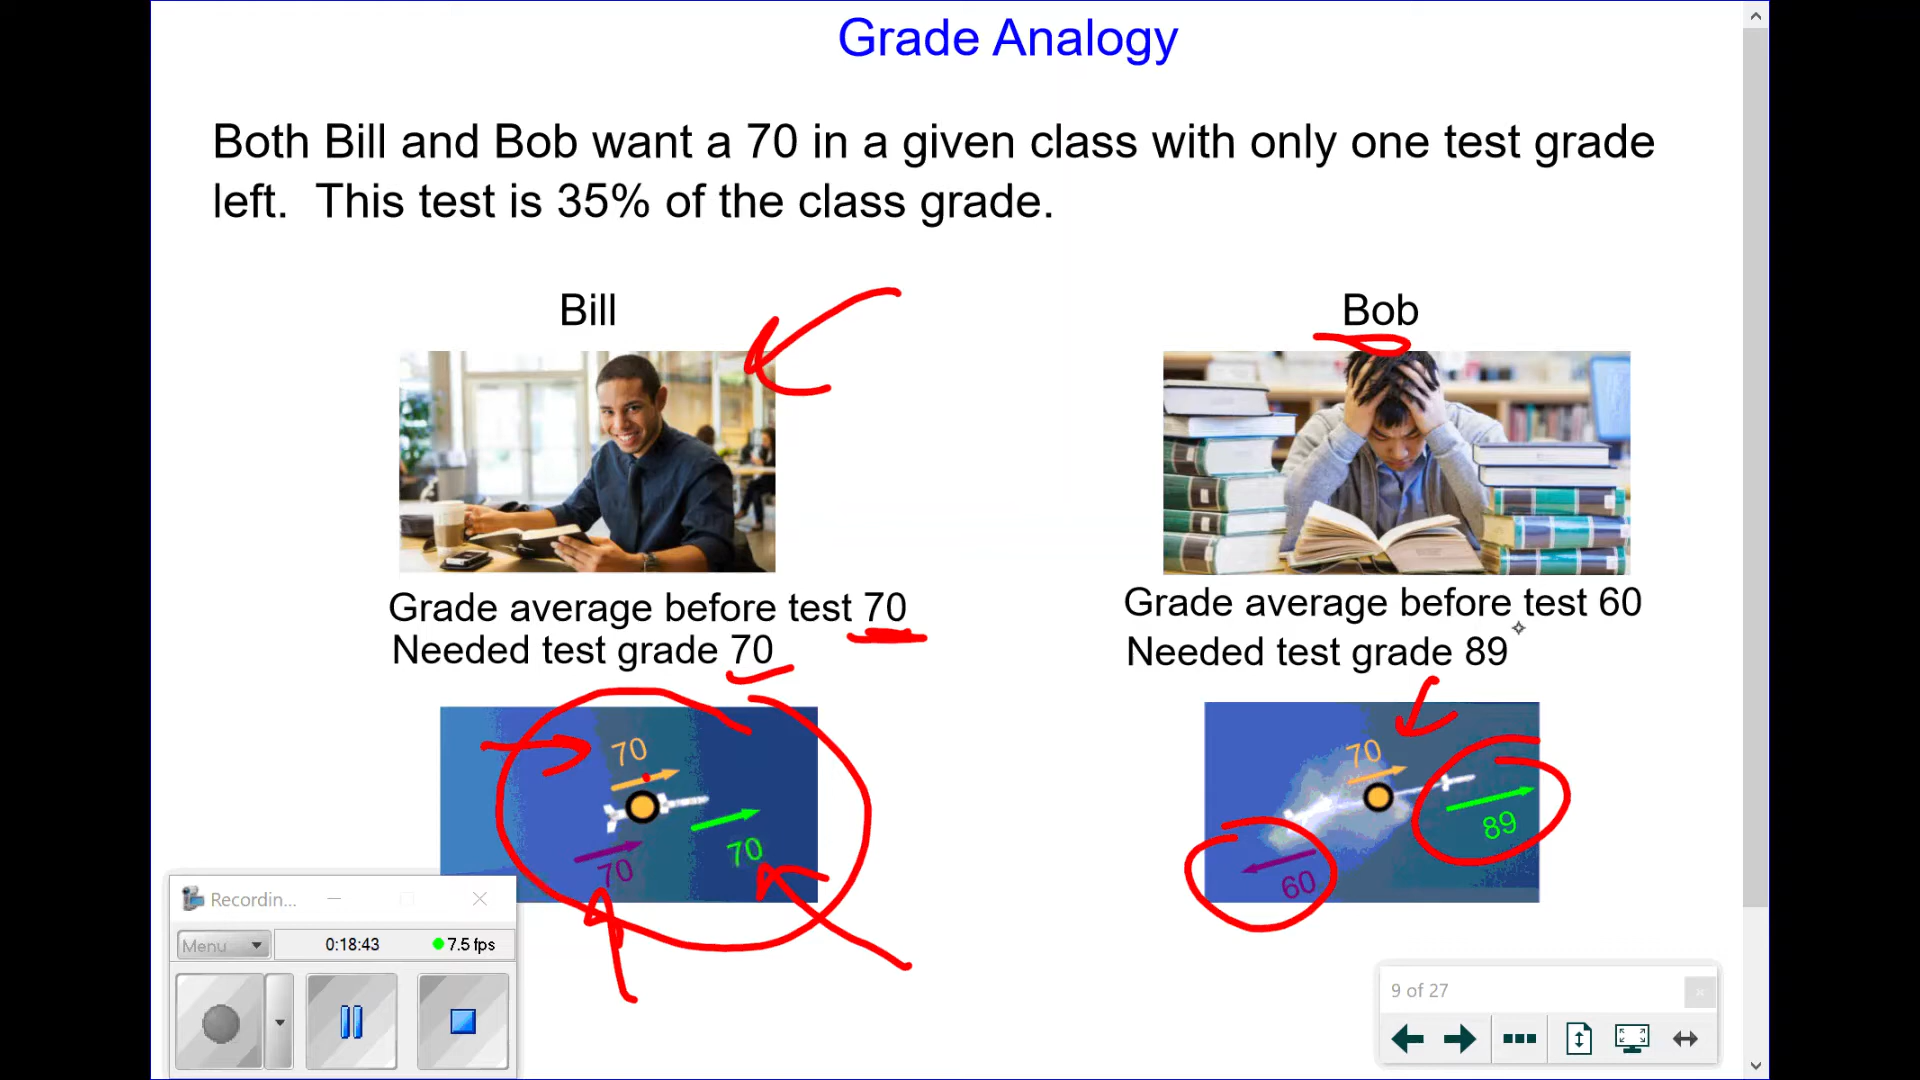 Grade Analogy
Both Bill and Bob want a 70 in a given class with only one test grade
left. This test is 35% of the class grade.
Bill
Bob
Grade average before test 70
Needed test grade 70
Grade average before test 60
Needed test grade 89
70
70
70
70
89
60
Recordin...
Menu
0:18:43
7.5 fps
9 of 27